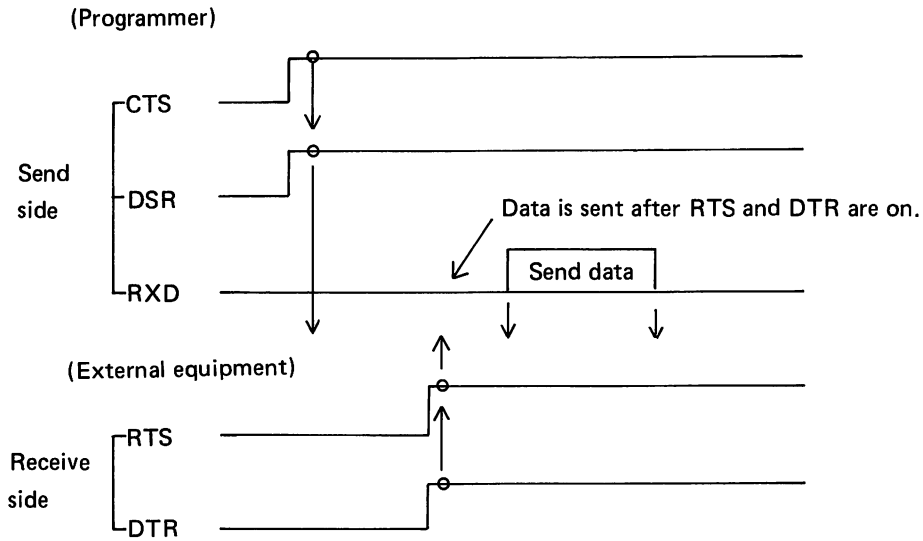 (Programmer)
CTS
Send
side
DSR
Data is sent after RTS and DTR are on.
Send data
RXD
(External equipment)
RTS
Receive
side
DTR